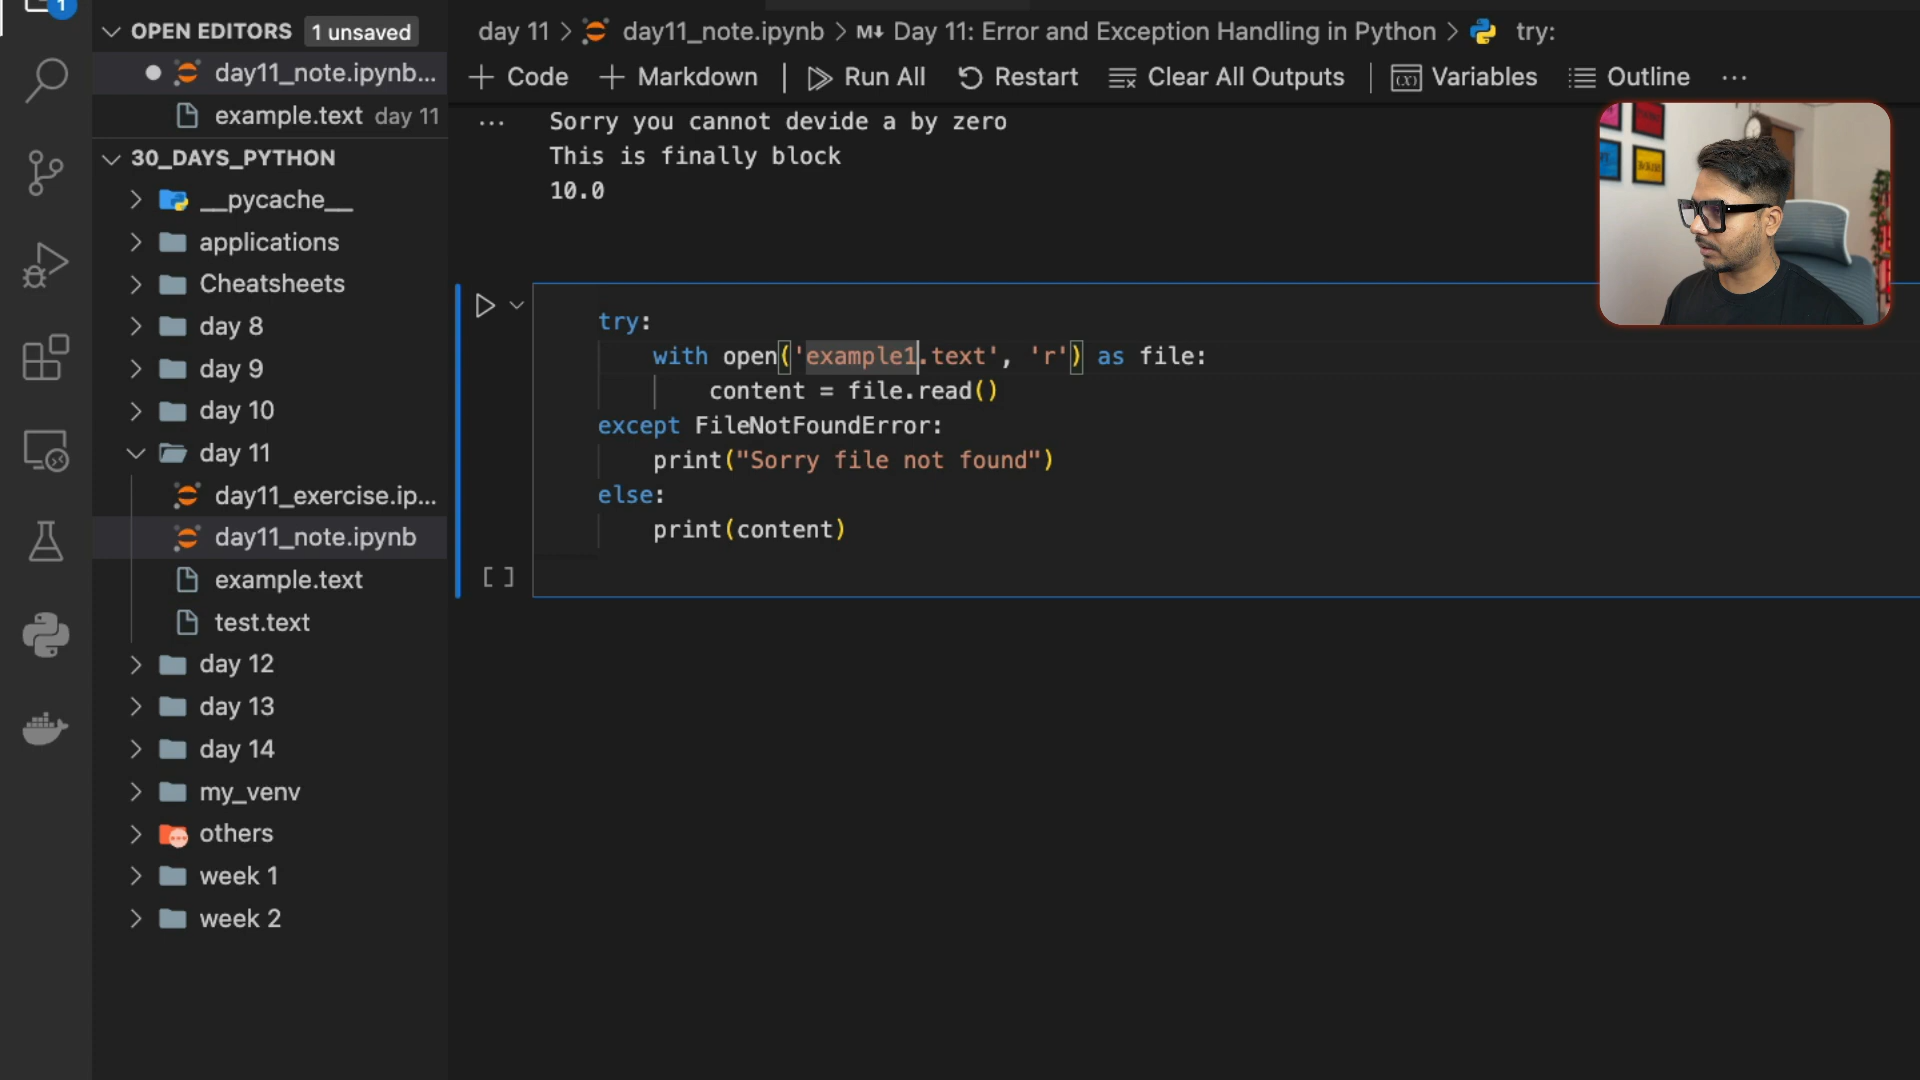 1
OPEN EDITORS 1 unsaved
day11_note.ipynb...
example.text day 11
30_DAYS_PYTHON
__pycache__
applications
Cheatsheets
day 8
day 9
day 10
day 11
day11_exercise.ip...
day11_note.ipynb
example.text
test.text
day 12
day 13
day 14
my_venv
others
week 1
week 2
day 11 > day11_note.ipynb > M↓ Day 11: Error and Exception Handling in Python > try:
+ Code + Markdown | Run All Restart Clear All Outputs | Variables Outline ...
... Sorry you cannot devide a by zero
This is finally block
10.0
try:
with open('example1.text', 'r') as file:
content = file.read()
except FileNotFoundError:
print("Sorry file not found")
else:
print(content)
[ ]